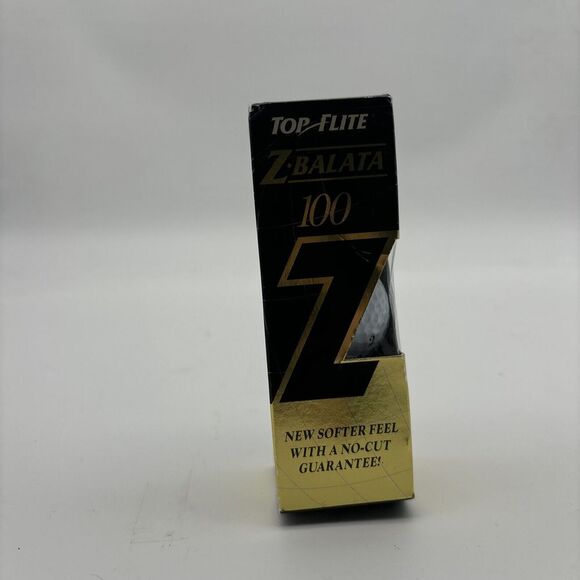 TOP-FLITE
Z-BALATA
100
Z
NEW SOFTER FEEL
WITH A NO-CUT
GUARANTEE!